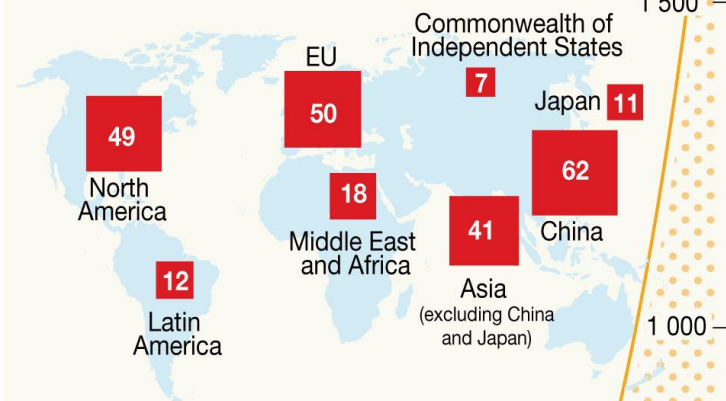 1 500
Commonwealth of
Independent States
7
EU
50
Japan 11
49
North
America
62
China
18
Middle East
and Africa
41
Asia
(excluding China
and Japan)
12
Latin
America
1 000